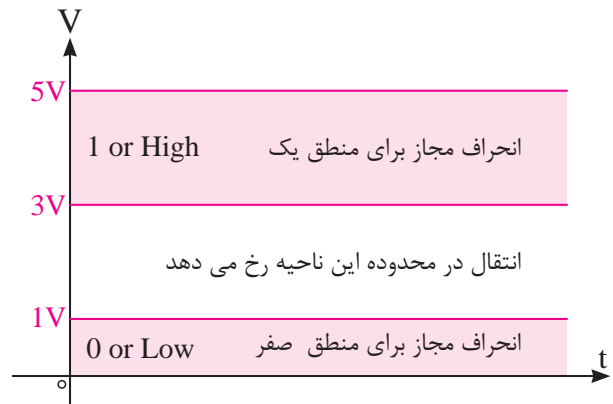 V
5V
1 or High انحراف مجاز برای منطق یک
3V
انتقال در محدوده این ناحیه رخ می دهد
1V
0 or Low انحراف مجاز برای منطق صفر
t
o